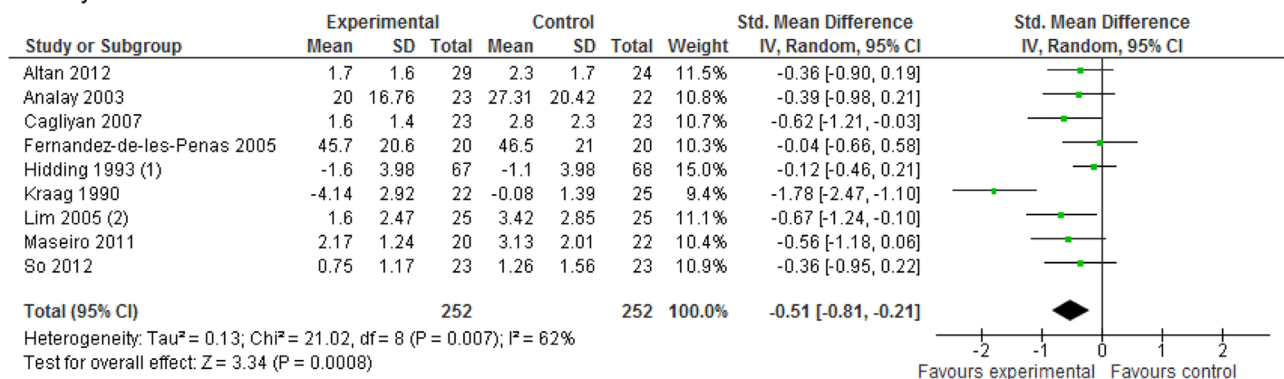 Experimental Control Std. Mean Difference Std. Mean Difference
Study or Subgroup Mean SD Total Mean SD Total Weight IV, Random, 95% CI IV, Random, 95% CI
Altan 2012 1.7 1.6 29 2.3 1.7 24 11.5% -0.36 [-0.90, 0.19]
Analay 2003 20 16.76 23 27.31 20.42 22 10.8% -0.39 [-0.98, 0.21]
Cagliyan 2007 1.6 1.4 23 2.8 2.3 23 10.7% -0.62 [-1.21, -0.03]
Fernandez-de-les-Penas 2005 45.7 20.6 20 46.5 21 20 10.3% -0.04 [-0.66, 0.58]
Hidding 1993 (1) -1.6 3.98 67 -1.1 3.98 68 15.0% -0.12 [-0.46, 0.21]
Kraag 1990 -4.14 2.92 22 -0.08 1.39 25 9.4% -1.78 [-2.47, -1.10]
Lim 2005 (2) 1.6 2.47 25 3.42 2.85 25 11.1% -0.67 [-1.24, -0.10]
Maseiro 2011 2.17 1.24 20 3.13 2.01 22 10.4% -0.56 [-1.18, 0.06]
So 2012 0.75 1.17 23 1.26 1.56 23 10.9% -0.36 [-0.95, 0.22]
Total (95% CI) 252 252 100.0% -0.51 [-0.81, -0.21]
Heterogeneity: Tau² = 0.13; Chi² = 21.02, df = 8 (P = 0.007); I² = 62%
Test for overall effect: Z = 3.34 (P = 0.0008)
-2 -1 0 1 2
Favours experimental Favours control